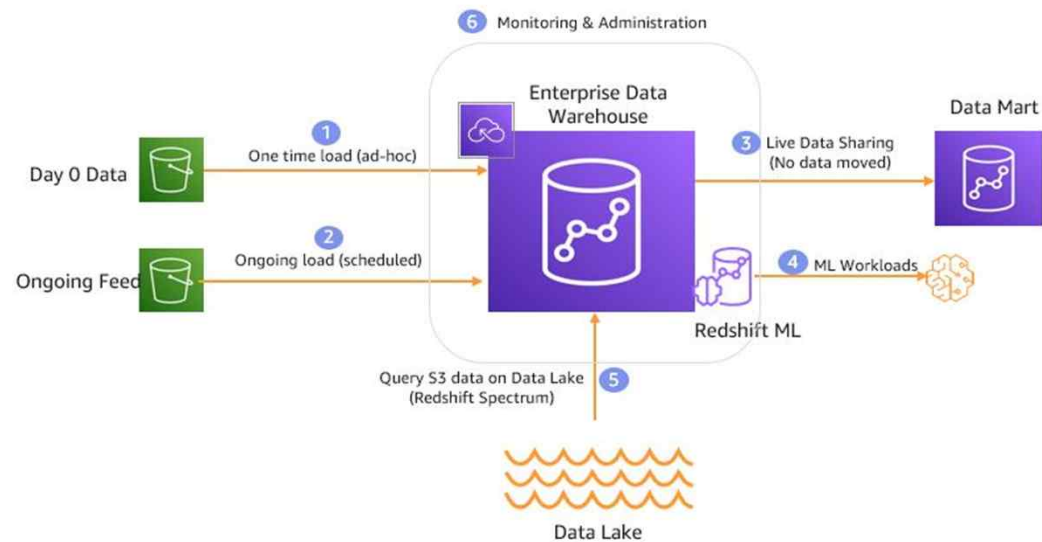 6 Monitoring & Administration
Enterprise Data
Warehouse
Data Mart
1
One time load (ad-hoc)
3 Live Data Sharing
(No data moved)
Day 0 Data
2
Ongoing load (scheduled)
4 ML Workloads
Ongoing Feed
Redshift ML
Query S3 data on Data Lake 5
(Redshift Spectrum)
Data Lake